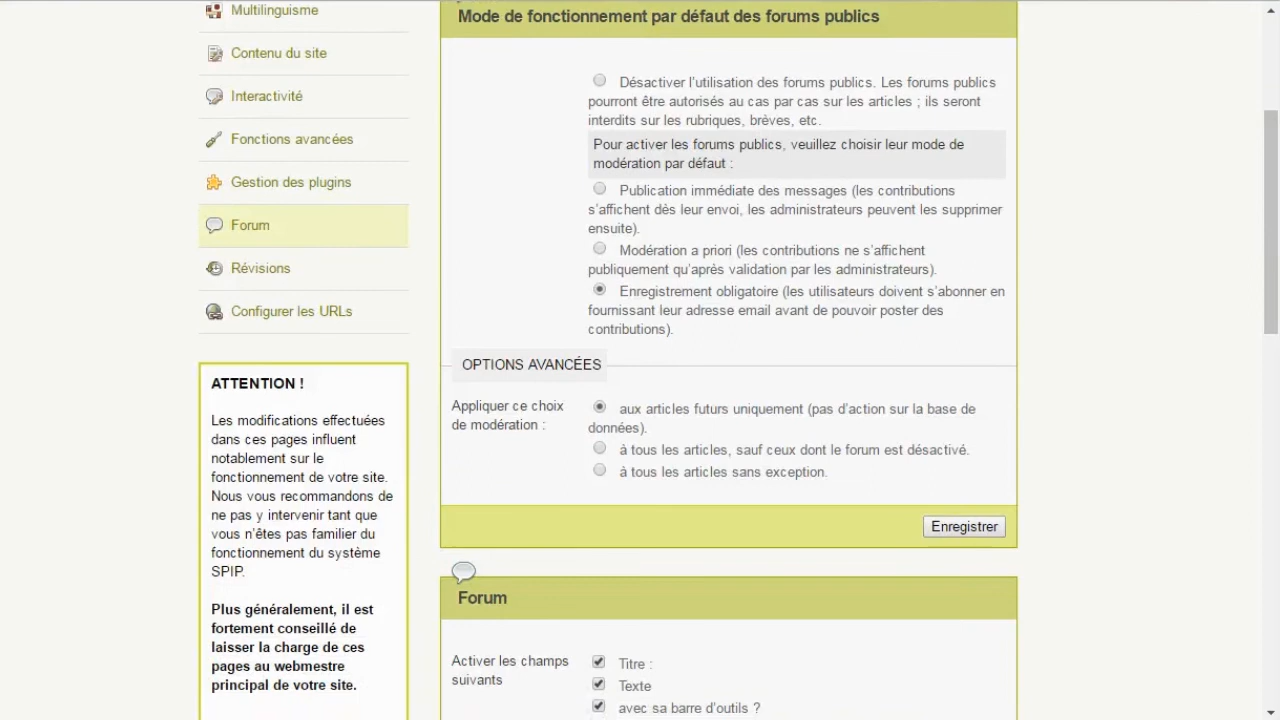 Multilinguisme
Contenu du site
Interactivité
Fonctions avancées
Gestion des plugins
Forum
Révisions
Configurer les URLs
ATTENTION !
Les modifications effectuées
dans ces pages influent
notablement sur le
fonctionnement de votre site.
Nous vous recommandons de
ne pas y intervenir tant que
vous n'êtes pas familier du
fonctionnement du système
SPIP.
Plus généralement, il est
fortement conseillé de
laisser la charge de ces
pages au webmestre
principal de votre site.
Mode de fonctionnement par défaut des forums publics
Désactiver l'utilisation des forums publics. Les forums publics
pourront être autorisés au cas par cas sur les articles ; ils seront
interdits sur les rubriques, brèves, etc.
Pour activer les forums publics, veuillez choisir leur mode de
modération par défaut :
Publication immédiate des messages (les contributions
s'affichent dès leur envoi, les administrateurs peuvent les supprimer
ensuite).
Modération a priori (les contributions ne s'affichent
publiquement qu'après validation par les administrateurs).
Enregistrement obligatoire (les utilisateurs doivent s'abonner en
fournissant leur adresse email avant de pouvoir poster des
contributions).
OPTIONS AVANCÉES
Appliquer ce choix
de modération :
aux articles futurs uniquement (pas d'action sur la base de
données).
à tous les articles, sauf ceux dont le forum est désactivé.
à tous les articles sans exception.
Enregistrer
Forum
Activer les champs
suivants
Titre :
Texte
avec sa barre d'outils ?